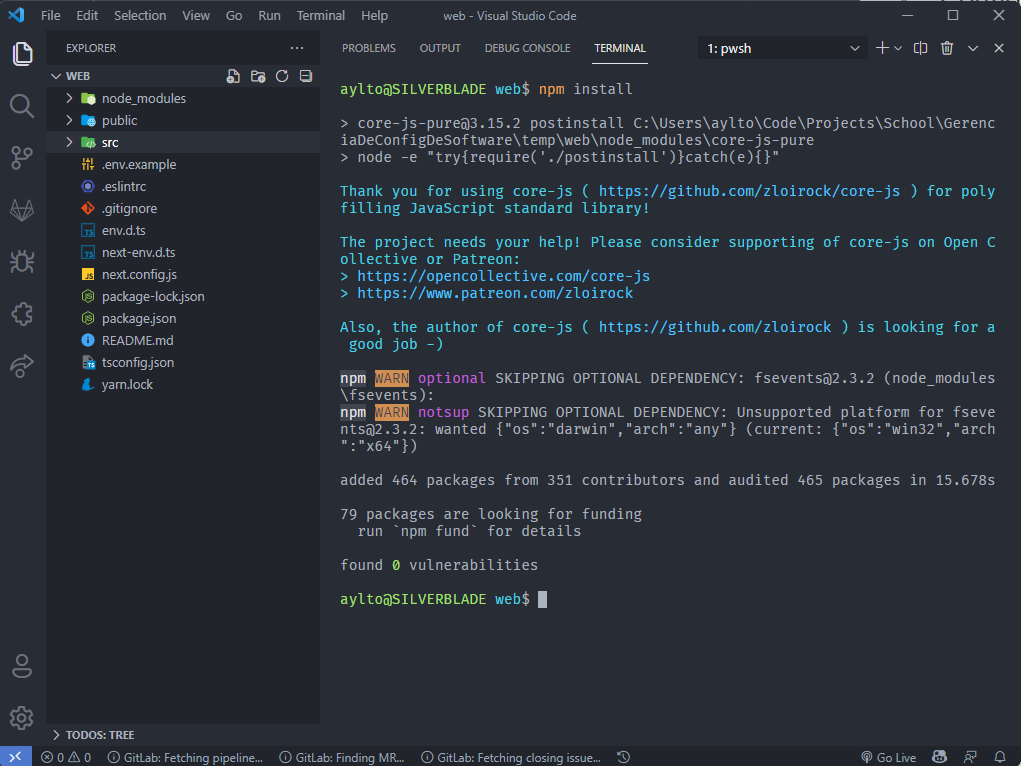 File Edit Selection View Go Run Terminal Help web - Visual Studio Code
EXPLORER
PROBLEMS OUTPUT DEBUG CONSOLE TERMINAL 1: pwsh
WEB
node_modules
public
src
.env.example
.eslintrc
.gitignore
env.d.ts
next-env.d.ts
next.config.js
package-lock.json
package.json
README.md
tsconfig.json
yarn.lock
TODOS: TREE
aylto@SILVERBLADE web$ npm install
> core-js-pure@3.15.2 postinstall C:\Users\aylto\Code\Projects\School\Gerenc
iaDeConfigDeSoftware\temp\web\node_modules\core-js-pure
> node -e "try{require('./postinstall')}catch(e){}"
Thank you for using core-js ( https://github.com/zloirock/core-js ) for poly
filling JavaScript standard library!
The project needs your help! Please consider supporting of core-js on Open C
ollective or Patreon:
> https://opencollective.com/core-js
> https://www.patreon.com/zloirock
Also, the author of core-js ( https://github.com/zloirock ) is looking for a
good job -)
npm WARN optional SKIPPING OPTIONAL DEPENDENCY: fsevents@2.3.2 (node_modules
\fsevents):
npm WARN notsup SKIPPING OPTIONAL DEPENDENCY: Unsupported platform for fseve
nts@2.3.2: wanted {"os":"darwin","arch":"any"} (current: {"os":"win32","arch
":"x64"})
added 464 packages from 351 contributors and audited 465 packages in 15.678s
79 packages are looking for funding
run `npm fund` for details
found 0 vulnerabilities
aylto@SILVERBLADE web$
0 0 GitLab: Fetching pipeline... GitLab: Finding MR... GitLab: Fetching closing issue... Go Live